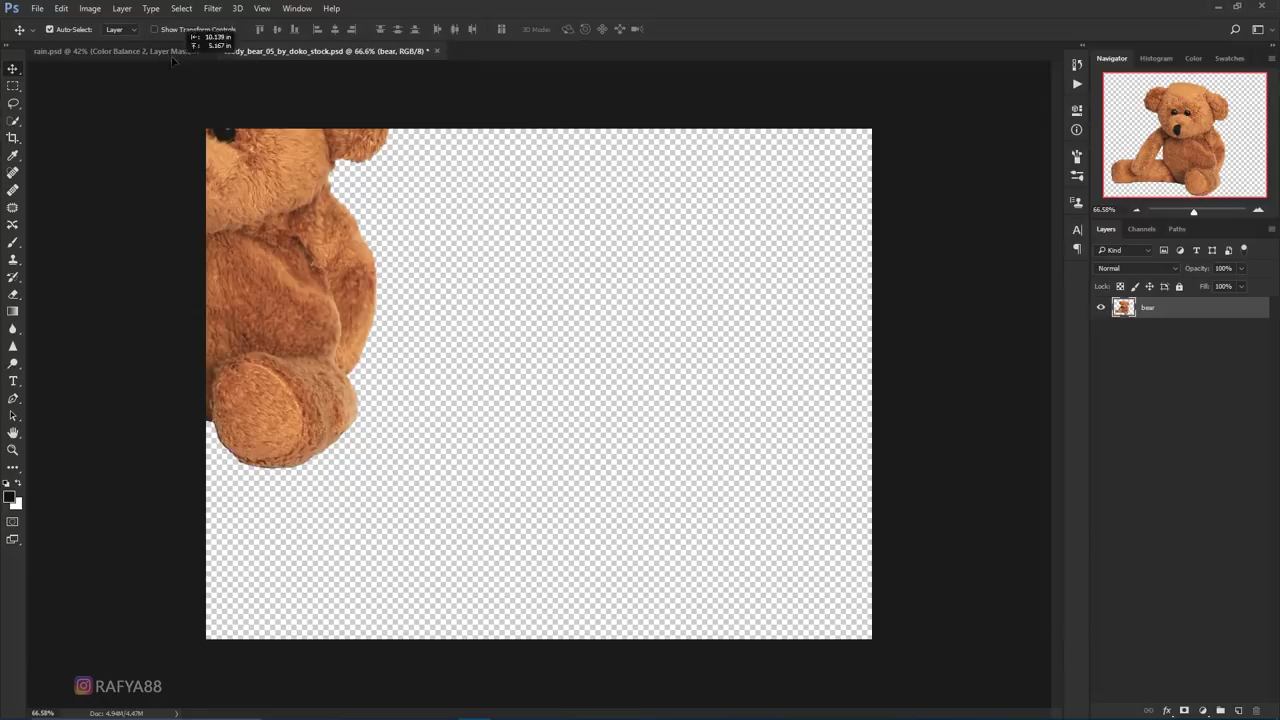 Ps File Edit Image Layer Type Select Filter 3D View Window Help
Auto-Select: Layer Show Transform Controls 3D Mode:
10.139 in
5.167 in
rain.psd @ 42% (Color Balance 2, Layer Mas
dy_bear_05_by_doko_stock.psd @ 66.6% (bear, RGB/8) *
Navigator Histogram Color Swatches
66.58%
Layers Channels Paths
Kind
Normal Opacity: 100%
Lock: Fill: 100%
bear
RAFYA88
66.58% Doc: 4.94M/4.47M